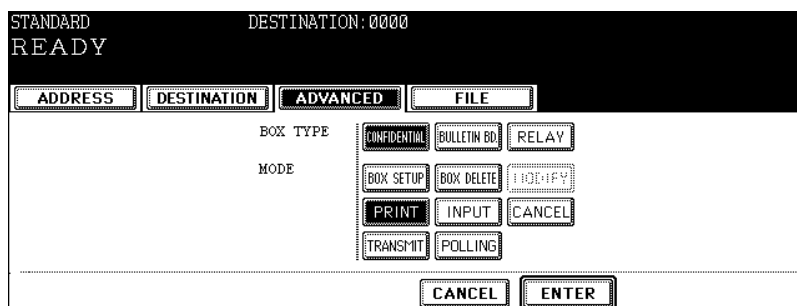 STANDARD DESTINATION:0000
READY
ADDRESS DESTINATION ADVANCED FILE
BOX TYPE CONFIDENTIAL BULLETIN BD. RELAY
MODE BOX SETUP BOX DELETE MODIFY
PRINT INPUT CANCEL
TRANSMIT POLLING
CANCEL ENTER